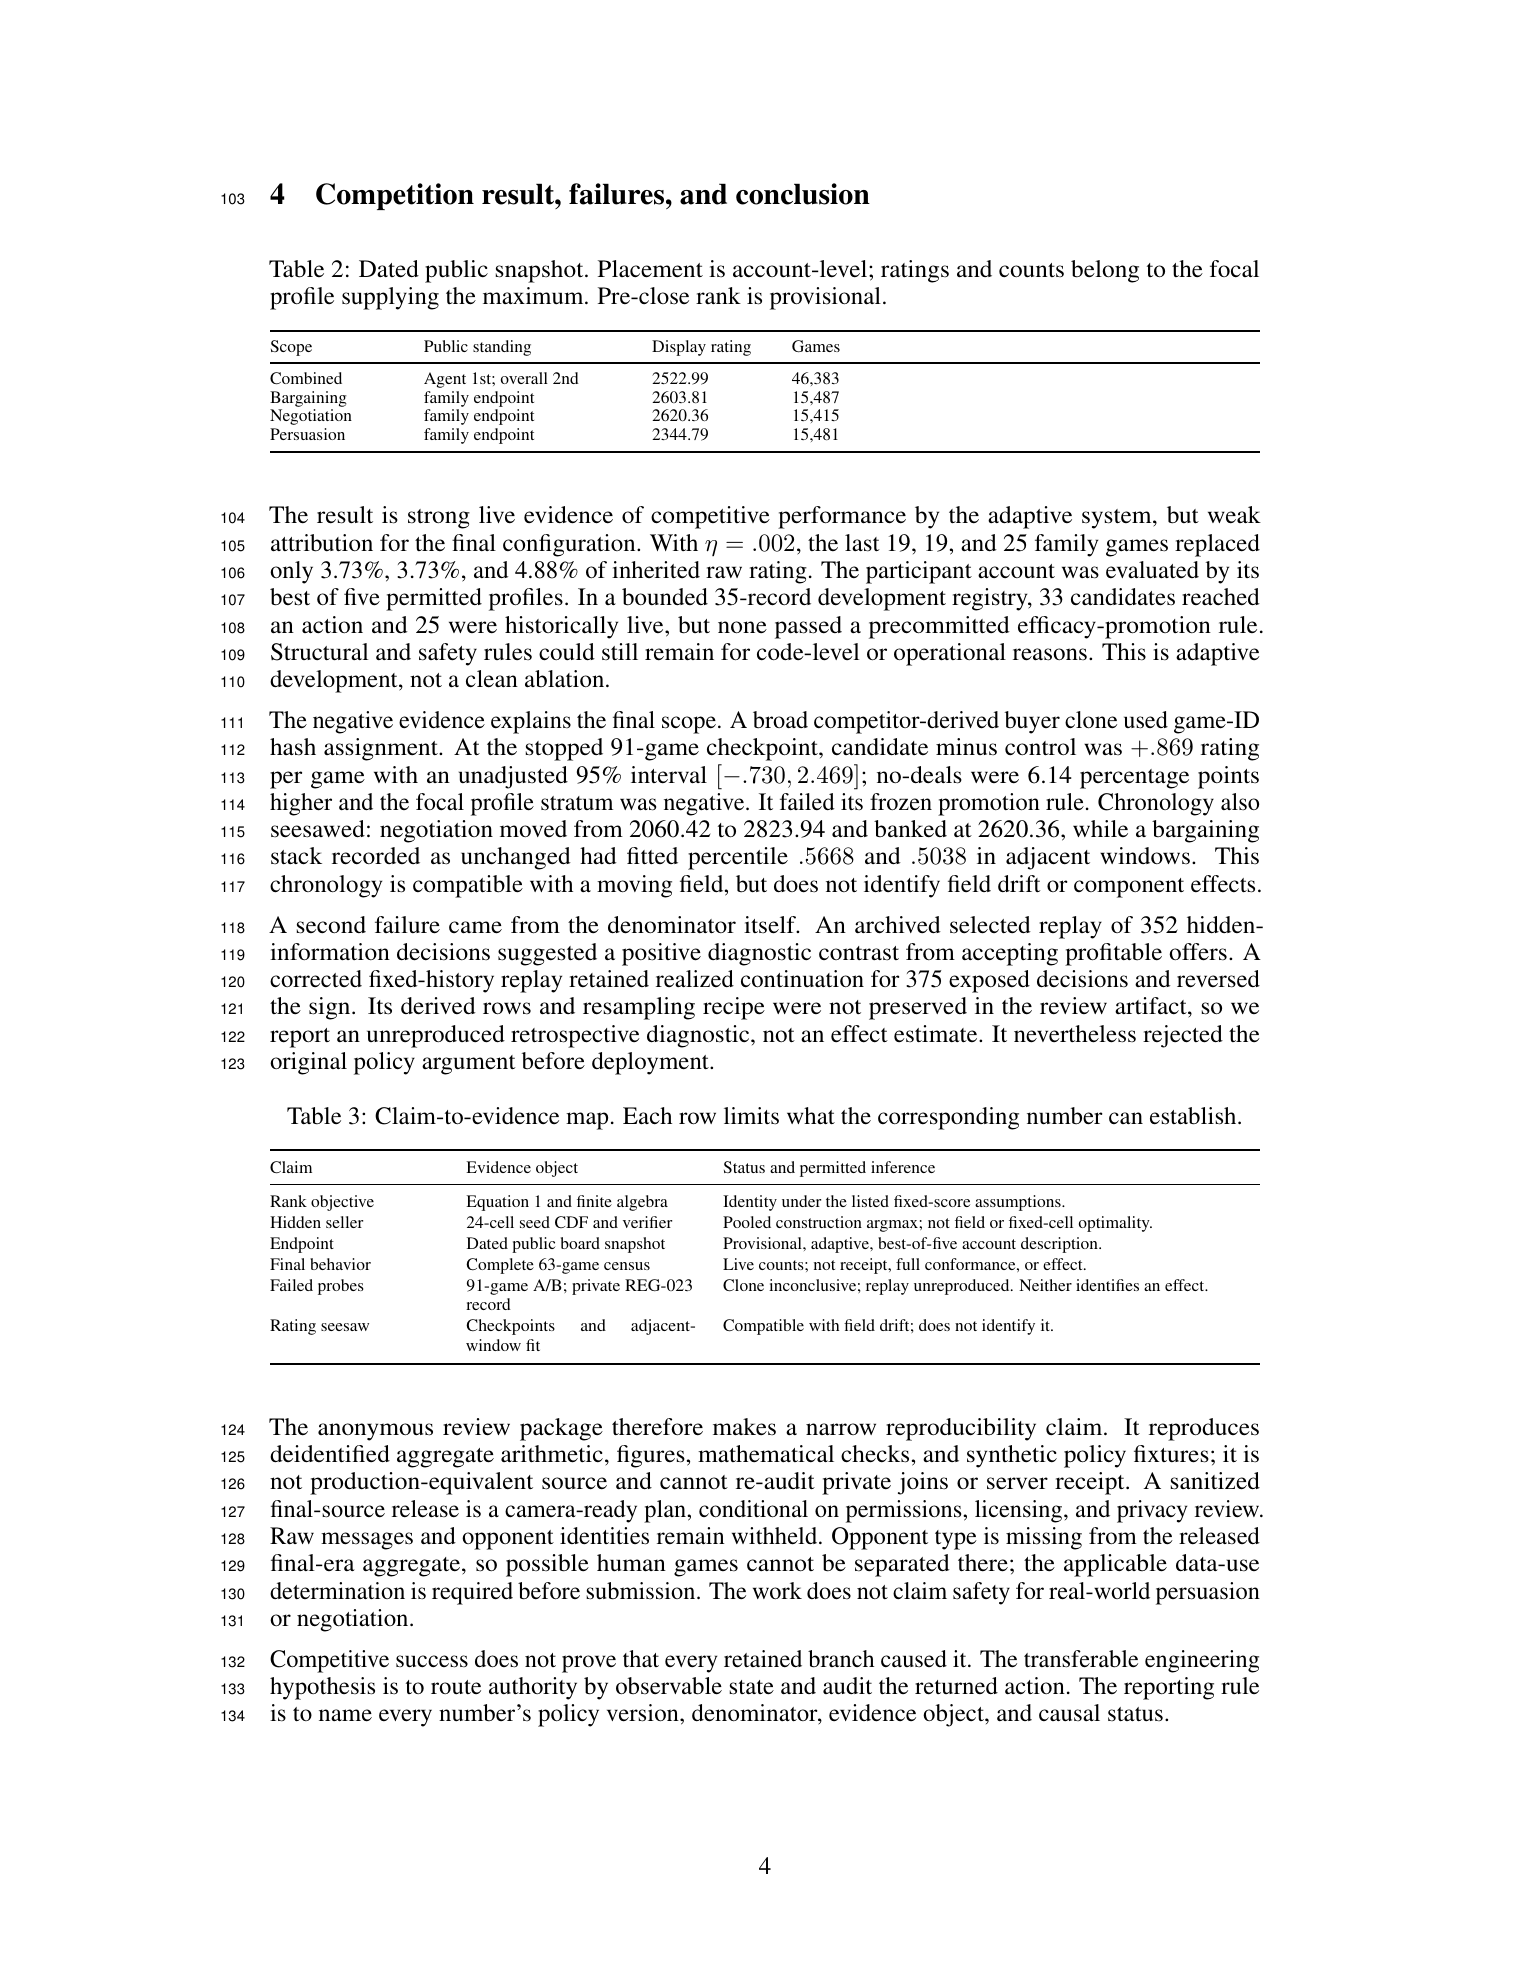 103 4 Competition result, failures, and conclusion
Table 2: Dated public snapshot. Placement is account-level; ratings and counts belong to the focal
profile supplying the maximum. Pre-close rank is provisional.
Scope Public standing Display rating Games
Combined Agent 1st; overall 2nd 2522.99 46,383
Bargaining family endpoint 2603.81 15,487
Negotiation family endpoint 2620.36 15,415
Persuasion family endpoint 2344.79 15,481
104 The result is strong live evidence of competitive performance by the adaptive system, but weak
105 attribution for the final configuration. With η = .002, the last 19, 19, and 25 family games replaced
106 only 3.73%, 3.73%, and 4.88% of inherited raw rating. The participant account was evaluated by its
107 best of five permitted profiles. In a bounded 35-record development registry, 33 candidates reached
108 an action and 25 were historically live, but none passed a precommitted efficacy-promotion rule.
109 Structural and safety rules could still remain for code-level or operational reasons. This is adaptive
110 development, not a clean ablation.
111 The negative evidence explains the final scope. A broad competitor-derived buyer clone used game-ID
112 hash assignment. At the stopped 91-game checkpoint, candidate minus control was +.869 rating
113 per game with an unadjusted 95% interval [−.730, 2.469]; no-deals were 6.14 percentage points
114 higher and the focal profile stratum was negative. It failed its frozen promotion rule. Chronology also
115 seesawed: negotiation moved from 2060.42 to 2823.94 and banked at 2620.36, while a bargaining
116 stack recorded as unchanged had fitted percentile .5668 and .5038 in adjacent windows. This
117 chronology is compatible with a moving field, but does not identify field drift or component effects.
118 A second failure came from the denominator itself. An archived selected replay of 352 hidden-
119 information decisions suggested a positive diagnostic contrast from accepting profitable offers. A
120 corrected fixed-history replay retained realized continuation for 375 exposed decisions and reversed
121 the sign. Its derived rows and resampling recipe were not preserved in the review artifact, so we
122 report an unreproduced retrospective diagnostic, not an effect estimate. It nevertheless rejected the
123 original policy argument before deployment.
Table 3: Claim-to-evidence map. Each row limits what the corresponding number can establish.
Claim Evidence object Status and permitted inference
Rank objective Equation 1 and finite algebra Identity under the listed fixed-score assumptions.
Hidden seller 24-cell seed CDF and verifier Pooled construction argmax; not field or fixed-cell optimality.
Endpoint Dated public board snapshot Provisional, adaptive, best-of-five account description.
Final behavior Complete 63-game census Live counts; not receipt, full conformance, or effect.
Failed probes 91-game A/B; private REG-023 Clone inconclusive; replay unreproduced. Neither identifies an effect.
record
Rating seesaw Checkpoints and adjacent- Compatible with field drift; does not identify it.
window fit
124 The anonymous review package therefore makes a narrow reproducibility claim. It reproduces
125 deidentified aggregate arithmetic, figures, mathematical checks, and synthetic policy fixtures; it is
126 not production-equivalent source and cannot re-audit private joins or server receipt. A sanitized
127 final-source release is a camera-ready plan, conditional on permissions, licensing, and privacy review.
128 Raw messages and opponent identities remain withheld. Opponent type is missing from the released
129 final-era aggregate, so possible human games cannot be separated there; the applicable data-use
130 determination is required before submission. The work does not claim safety for real-world persuasion
131 or negotiation.
132 Competitive success does not prove that every retained branch caused it. The transferable engineering
133 hypothesis is to route authority by observable state and audit the returned action. The reporting rule
134 is to name every number's policy version, denominator, evidence object, and causal status.
4